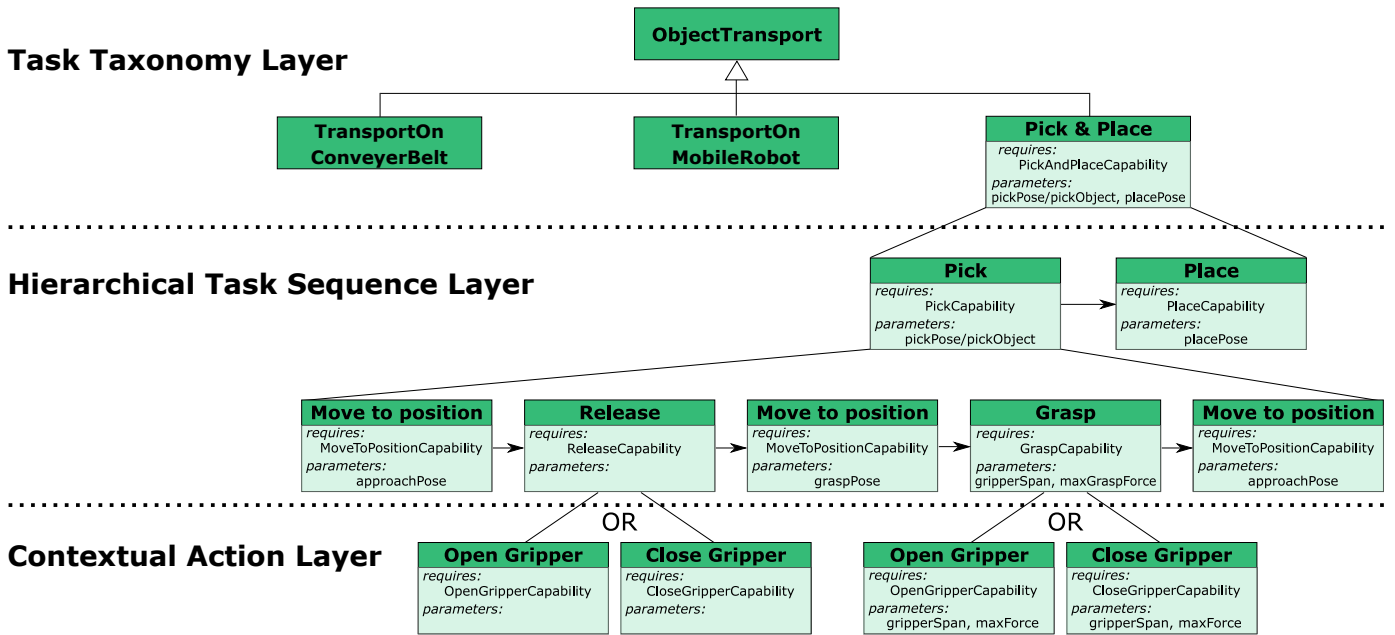 Task Taxonomy Layer
ObjectTransport
TransportOn
ConveyerBelt
TransportOn
MobileRobot
Pick & Place
requires:
PickAndPlaceCapability
parameters:
pickPose/pickObject, placePose
Hierarchical Task Sequence Layer
Pick
requires:
PickCapability
parameters:
pickPose/pickObject
Place
requires:
PlaceCapability
parameters:
placePose
Move to position
requires:
MoveToPositionCapability
parameters:
approachPose
Release
requires:
ReleaseCapability
parameters:
Move to position
requires:
MoveToPositionCapability
parameters:
graspPose
Grasp
requires:
GraspCapability
parameters:
gripperSpan, maxGraspForce
Move to position
requires:
MoveToPositionCapability
parameters:
approachPose
Contextual Action Layer
OR
Open Gripper
requires:
OpenGripperCapability
parameters:
Close Gripper
requires:
CloseGripperCapability
parameters:
OR
Open Gripper
requires:
OpenGripperCapability
parameters:
gripperSpan, maxForce
Close Gripper
requires:
CloseGripperCapability
parameters:
gripperSpan, maxForce